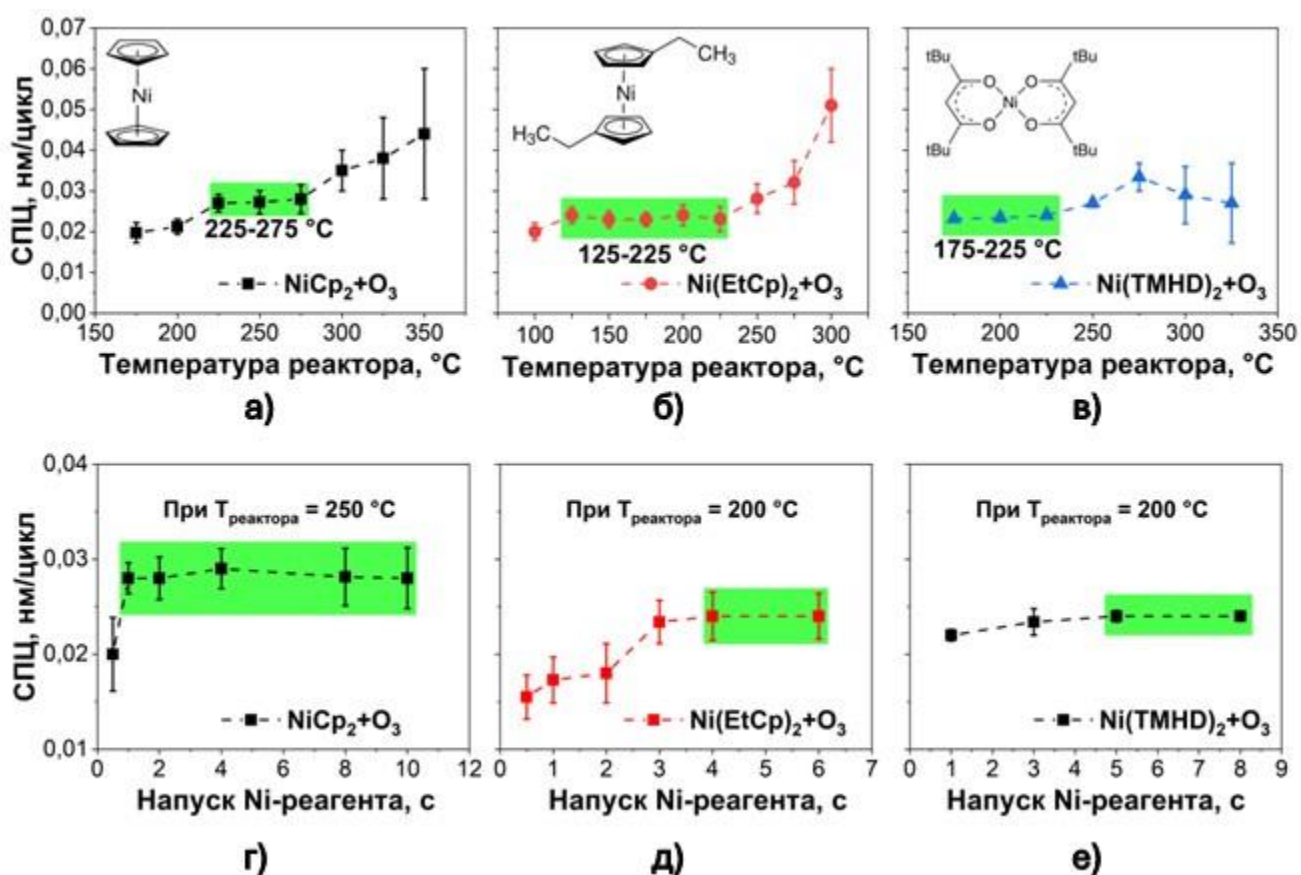 0,07
0,06
0,05
0,04
0,03
0,02
0,01
0,00
СПЦ, нм/цикл
Ni
225-275 °C
NiCp₂+O₃
150 200 250 300 350
Температура реактора, °C
а)
CH₃
Ni
H₃C
125-225 °C
Ni(EtCp)₂+O₃
100 150 200 250 300
Температура реактора, °C
б)
tBu tBu
O O
Ni
O O
tBu tBu
175-225 °C
Ni(TMHD)₂+O₃
150 200 250 300 350
Температура реактора, °C
в)
0,04
0,03
0,02
0,01
СПЦ, нм/цикл
При Tреактора = 250 °C
NiCp₂+O₃
0 2 4 6 8 10 12
Напуск Ni-реагента, с
г)
При Tреактора = 200 °C
Ni(EtCp)₂+O₃
0 1 2 3 4 5 6 7
Напуск Ni-реагента, с
д)
При Tреактора = 200 °C
Ni(TMHD)₂+O₃
0 1 2 3 4 5 6 7 8 9
Напуск Ni-реагента, с
е)